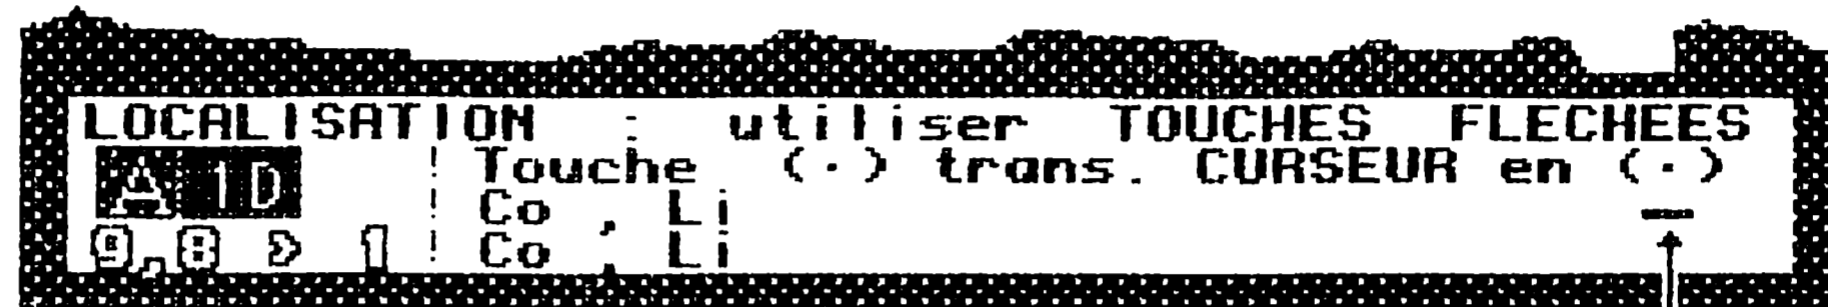 LOCALISATION : utiliser TOUCHES FLECHEES
A 1D | Touche (·) trans. CURSEUR en (·)
| Co , Li
9,8 > 1 | Co , Li